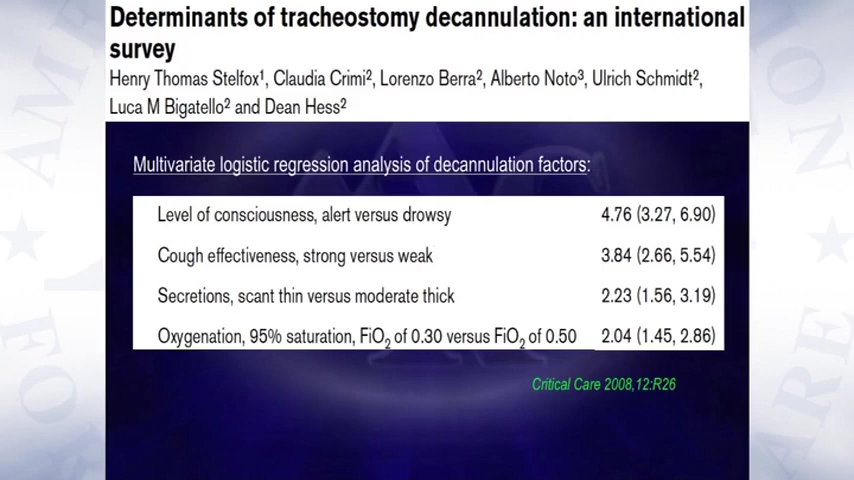 Determinants of tracheostomy decannulation: an international
survey
Henry Thomas Stelfox¹, Claudia Crimi², Lorenzo Berra², Alberto Noto³, Ulrich Schmidt²,
Luca M Bigatello² and Dean Hess²
Multivariate logistic regression analysis of decannulation factors:
Level of consciousness, alert versus drowsy 4.76 (3.27, 6.90)
Cough effectiveness, strong versus weak 3.84 (2.66, 5.54)
Secretions, scant thin versus moderate thick 2.23 (1.56, 3.19)
Oxygenation, 95% saturation, FiO₂ of 0.30 versus FiO₂ of 0.50 2.04 (1.45, 2.86)
Critical Care 2008,12:R26